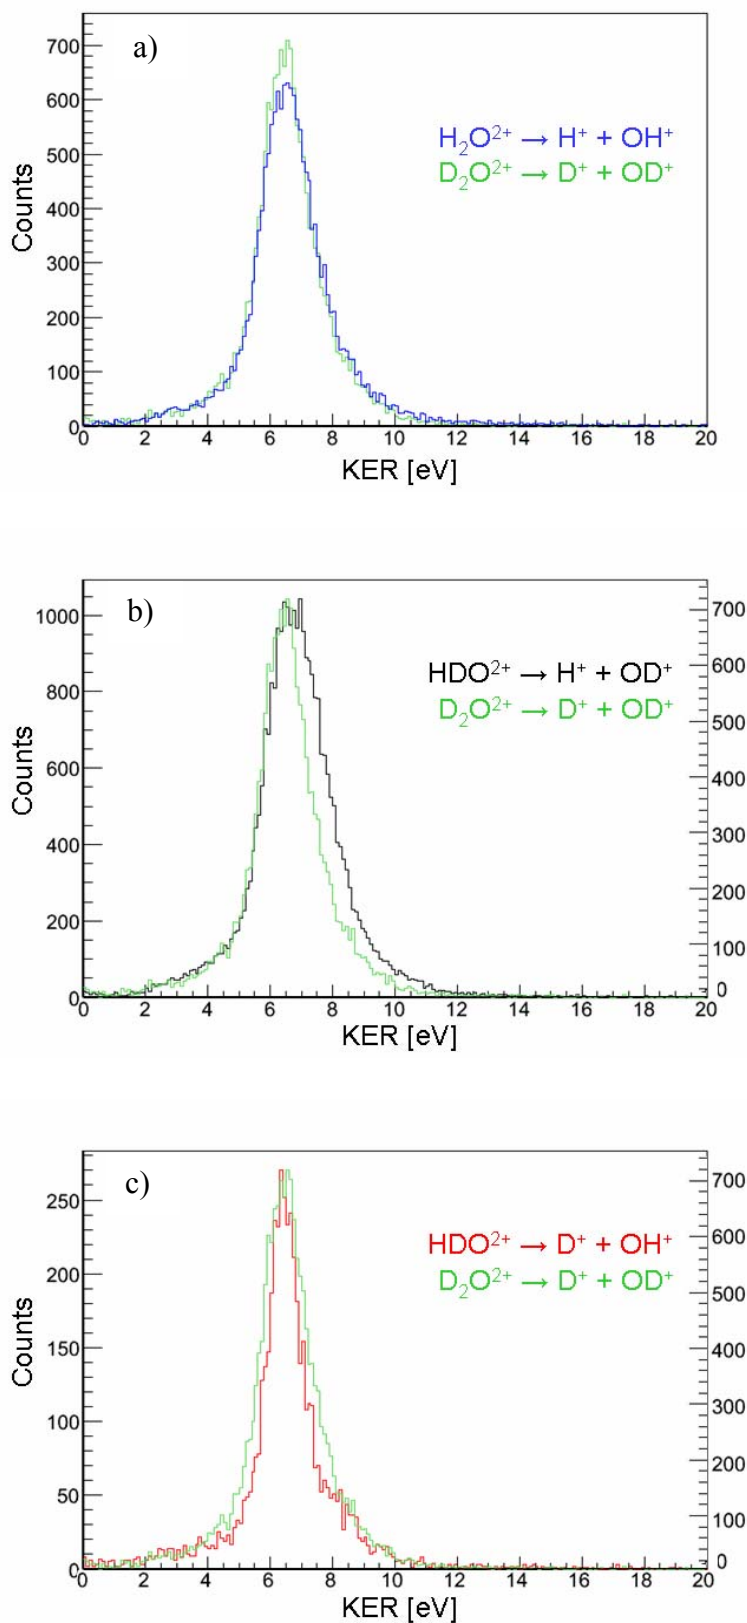 a)
H₂O²⁺ → H⁺ + OH⁺
D₂O²⁺ → D⁺ + OD⁺
Counts
700
600
500
400
300
200
100
0
0 2 4 6 8 10 12 14 16 18 20
KER [eV]
b)
HDO²⁺ → H⁺ + OD⁺
D₂O²⁺ → D⁺ + OD⁺
Counts
1000
800
600
400
200
0
700
600
500
400
300
200
100
0
0 2 4 6 8 10 12 14 16 18 20
KER [eV]
c)
HDO²⁺ → D⁺ + OH⁺
D₂O²⁺ → D⁺ + OD⁺
Counts
250
200
150
100
50
0
700
600
500
400
300
200
100
0
0 2 4 6 8 10 12 14 16 18 20
KER [eV]